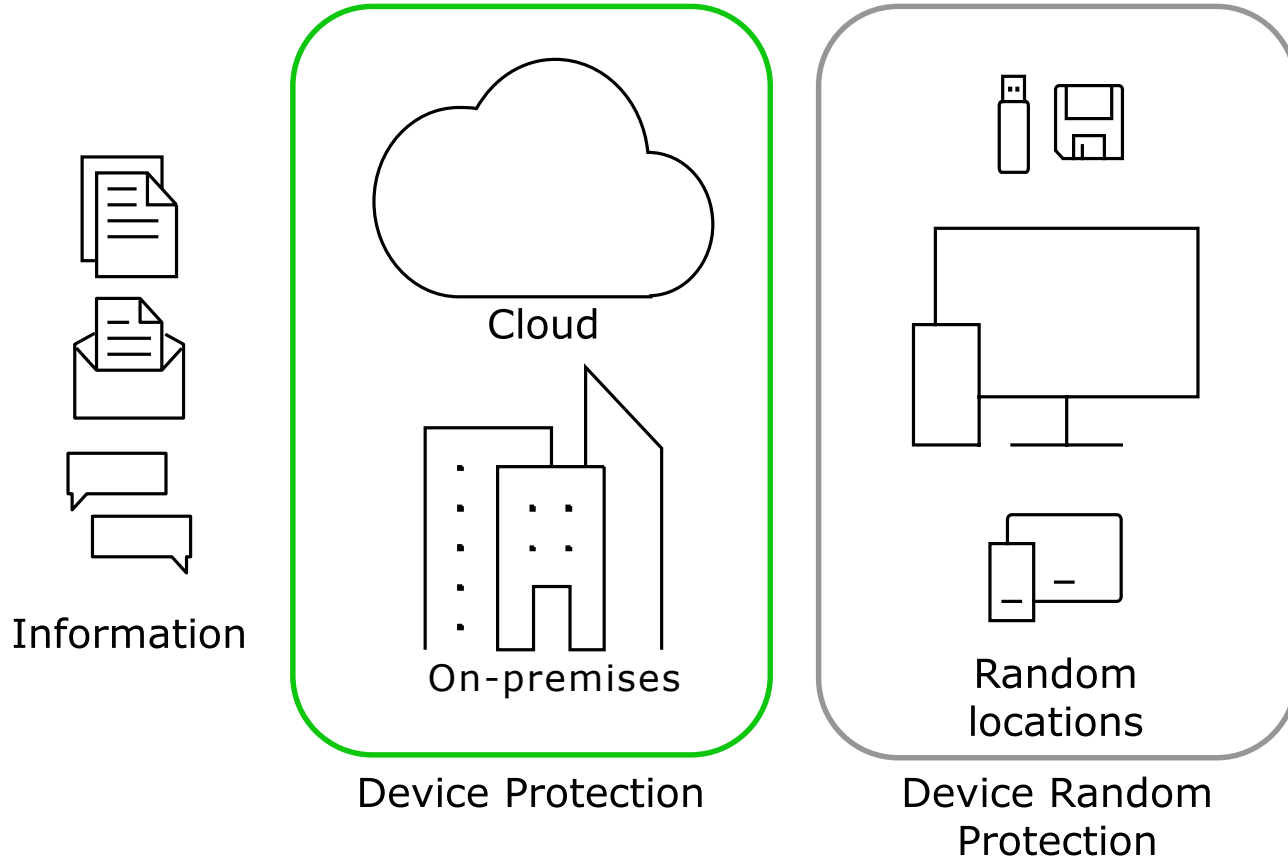 Information
Cloud
On-premises
Device Protection
Random
locations
Device Random
Protection